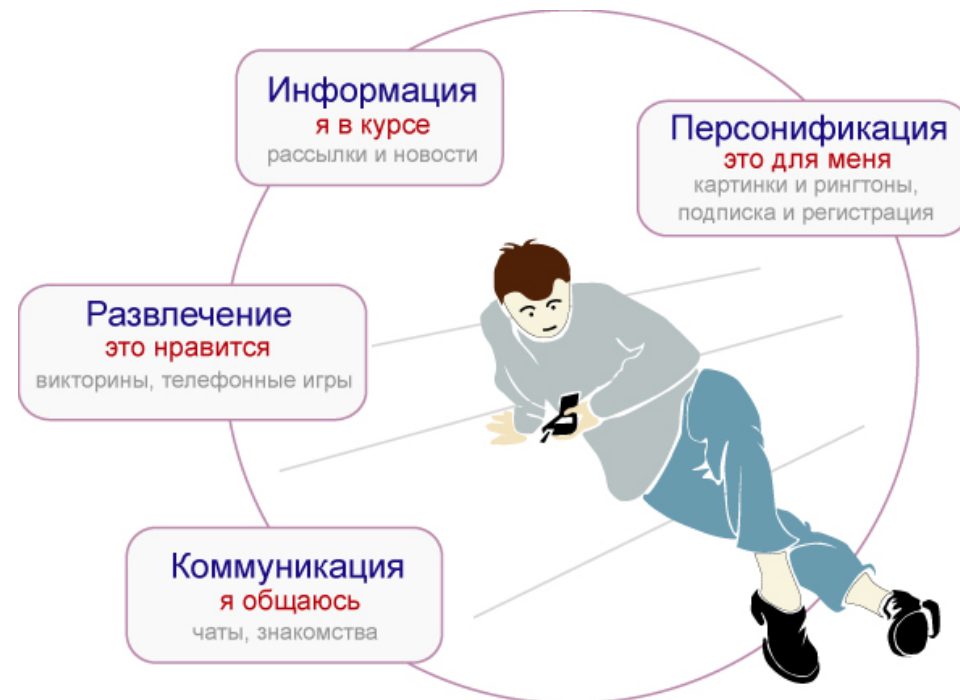 Информация
я в курсе
рассылки и новости
Персонификация
это для меня
картинки и рингтоны,
подписка и регистрация
Развлечение
это нравится
викторины, телефонные игры
Коммуникация
я общаюсь
чаты, знакомства